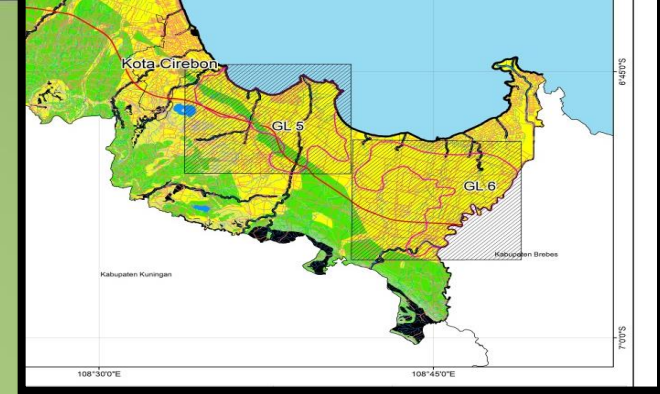 Kota Cirebon
6°45'0"S
GL 5
GL 6
Kabupaten Brebes
Kabupaten Kuningan
7°0'0"S
108°30'0"E
108°45'0"E